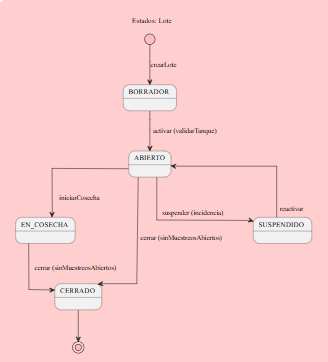 Estados: Lote
crearLote
BORRADOR
activar (validarTanque)
ABIERTO
iniciarCosecha
suspender (incidencia)
reactivar
EN_COSECHA
cerrar (sinMuestreosAbiertos)
SUSPENDIDO
cerrar (sinMuestreosAbiertos)
CERRADO